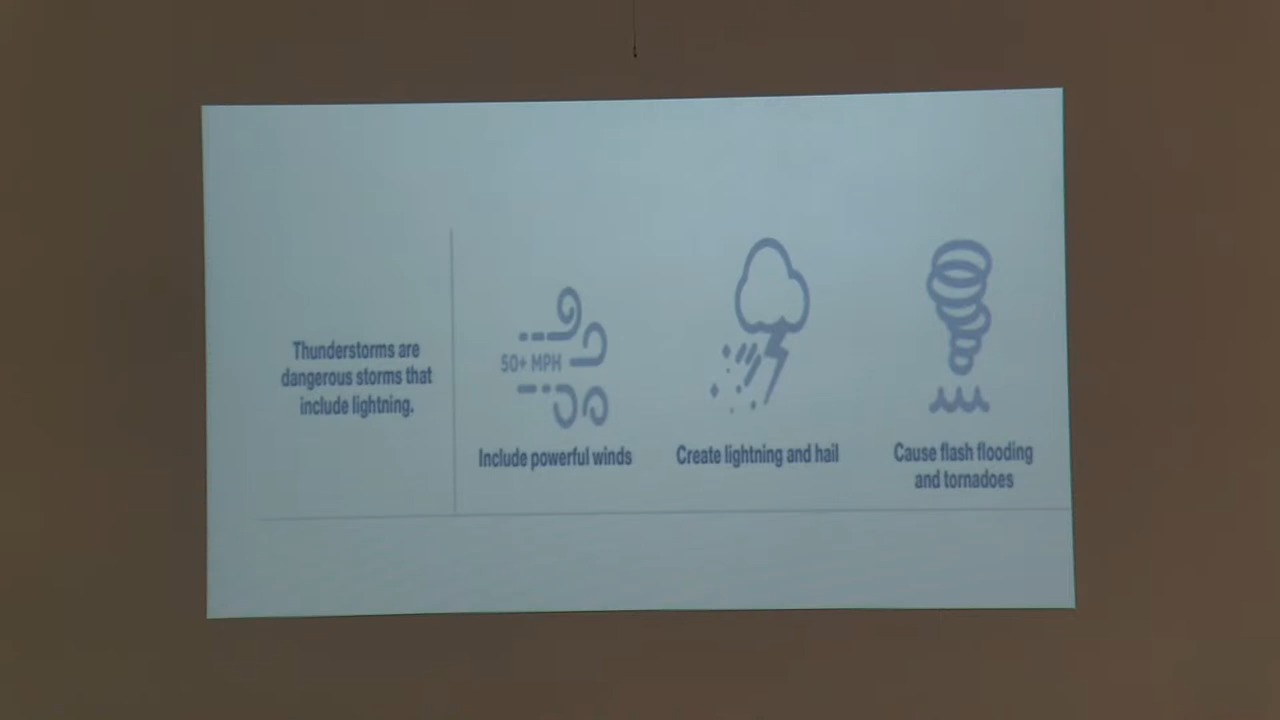 Thunderstorms are
dangerous storms that
include lightning.
50+ MPH
Include powerful winds
Create lightning and hail
Cause flash flooding
and tornadoes